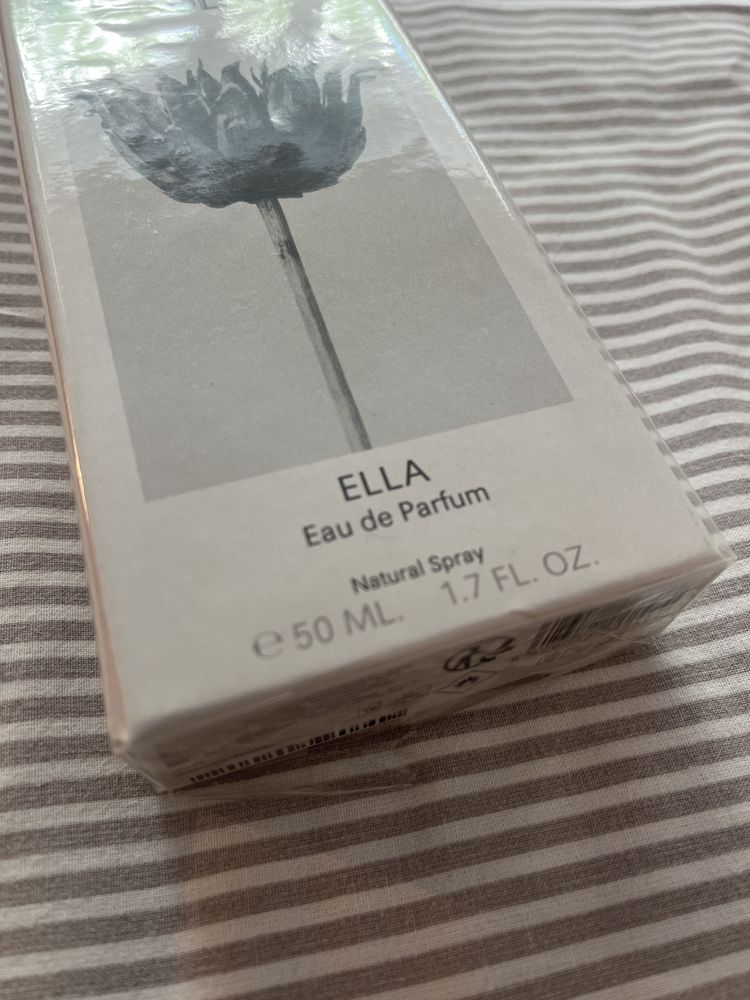 ELLA
Eau de Parfum
Natural Spray
℮ 50 ML. 1.7 FL. OZ.